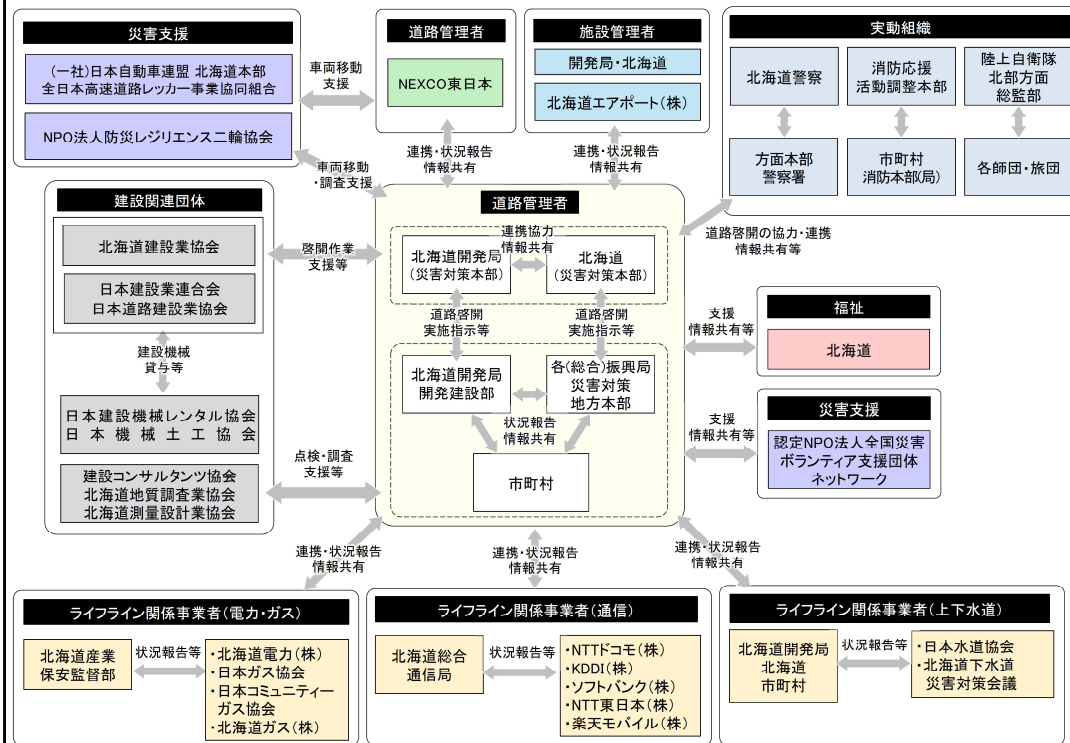 災害支援
(一社)日本自動車連盟 北海道本部
全日本高速道路レッカー事業協同組合
NPO法人防災レジリエンス二輪協会
車両移動
支援
道路管理者
NEXCO東日本
施設管理者
開発局・北海道
北海道エアポート(株)
実動組織
北海道警察
消防応援
活動調整本部
陸上自衛隊
北部方面
総監部
方面本部
警察署
市町村
消防本部(局)
各師団・旅団
車両移動
・調査支援
連携・状況報告
情報共有
連携・状況報告
情報共有
道路啓開の協力・連携
情報共有等
建設関連団体
北海道建設業協会
日本建設業連合会
日本道路建設業協会
建設機械
貸与等
日本建設機械レンタル協会
日本機械土工協会
建設コンサルタンツ協会
北海道地質調査業協会
北海道測量設計業協会
啓開作業
支援等
点検・調査
支援等
道路管理者
北海道開発局
(災害対策本部)
連携協力
情報共有
北海道
(災害対策本部)
道路啓開
実施指示等
道路啓開
実施指示等
北海道開発局
開発建設部
各(総合)振興局
災害対策
地方本部
状況報告
情報共有
市町村
支援
情報共有等
福祉
北海道
支援
情報共有等
災害支援
認定NPO法人全国災害
ボランティア支援団体
ネットワーク
連携・状況報告
情報共有
連携・状況報告
情報共有
連携・状況報告
情報共有
ライフライン関係事業者(電力・ガス)
北海道産業
保安監督部
状況報告等
・北海道電力(株)
・日本ガス協会
・日本コミュニティー
ガス協会
・北海道ガス(株)
ライフライン関係事業者(通信)
北海道総合
通信局
状況報告等
・NTTドコモ(株)
・KDDI(株)
・ソフトバンク(株)
・NTT東日本(株)
・楽天モバイル(株)
ライフライン関係事業者(上下水道)
北海道開発局
北海道
市町村
状況報告等
・日本水道協会
・北海道下水道
災害対策会議